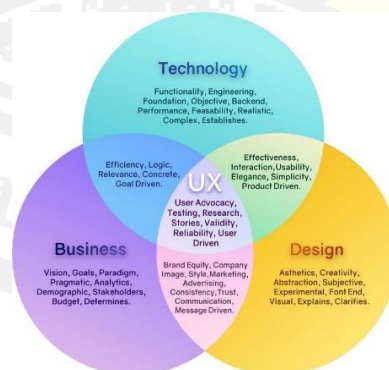 Technology
Functionality, Engineering,
Foundation, Objective, Backend,
Performance, Feasability, Realistic,
Complex, Establishes.
Efficiency, Logic,
Relevance, Concrete,
Goal Driven.
Effectiveness,
Interaction,Usability,
Elegance, Simplicity,
Product Driven.
UX
User Advocacy,
Testing, Research,
Stories, Validity,
Reliability, User
Driven
Business
Vision, Goals, Paradigm,
Pragmatic, Analytics,
Demographic, Stakeholders,
Budget, Determines.
Brand Equity, Company
Image, Style,Marketing,
Advertising,
Consistency,Trust,
Communication,
Message Driven.
Design
Asthetics, Creativity,
Abstraction, Subjective,
Experimental, Font End,
Visual, Explains, Clarifies.